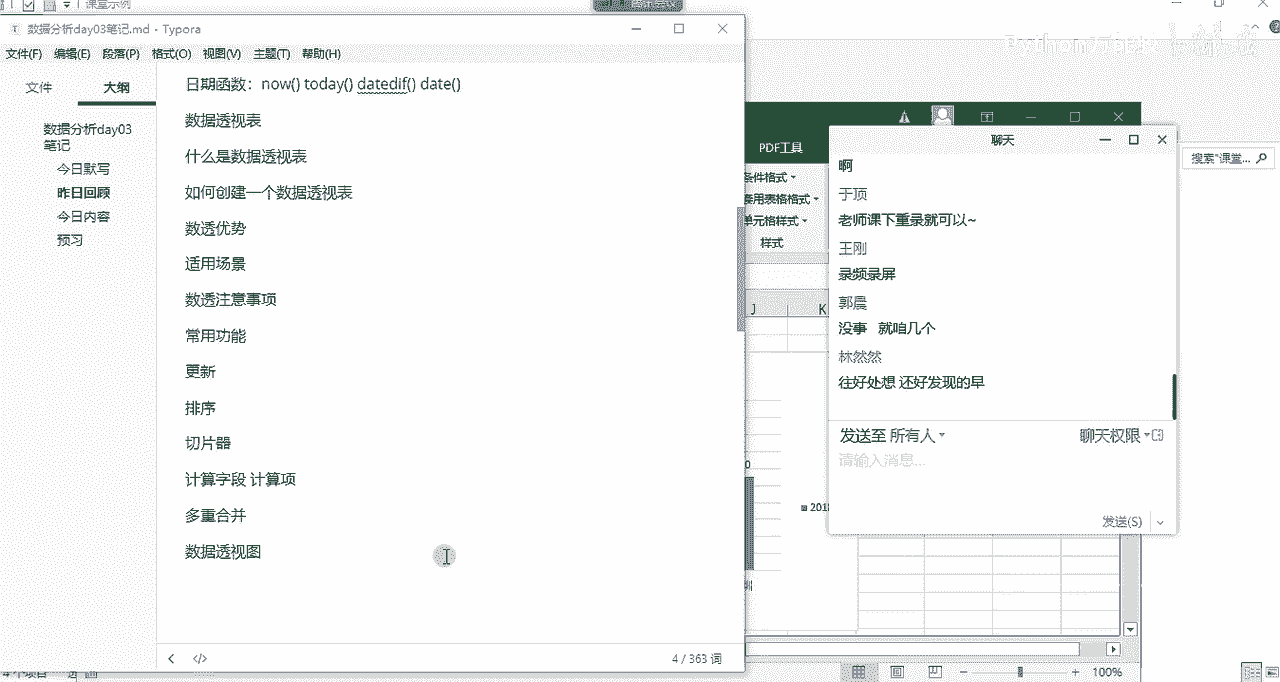 课堂示例
数据分析day03笔记.md - Typora
文件(F) 编辑(E) 段落(P) 格式(O) 视图(V) 主题(T) 帮助(H)
文件 大纲
数据分析day03
笔记
今日默写
昨日回顾
今日内容
预习
日期函数：now() today() datedif() date()
数据透视表
什么是数据透视表
如何创建一个数据透视表
数透优势
适用场景
数透注意事项
常用功能
更新
排序
切片器
计算字段 计算项
多重合并
数据透视图
4 / 363 词
PDF工具
条件格式
套用表格格式
单元格样式
样式
J K
聊天
啊
于顶
老师课下重录就可以~
王刚
录频录屏
郭晨
没事 就咱几个
林然然
往好处想 还好发现的早
发送至 所有人
聊天权限
请输入消息...
发送(S)
搜索"课堂...
100%